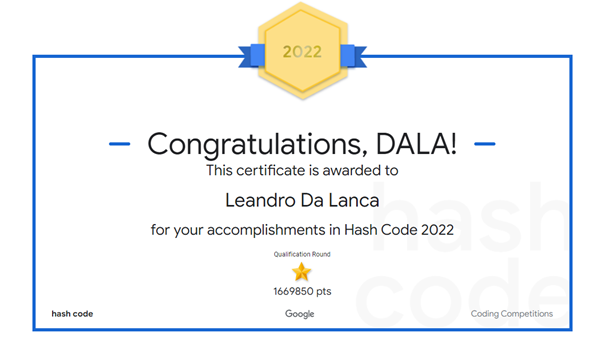 2022
Congratulations, DALA!
This certificate is awarded to
Leandro Da Lanca
for your accomplishments in Hash Code 2022
hash
code
Qualification Round
1669850 pts
hash code
Google
Coding Competitions